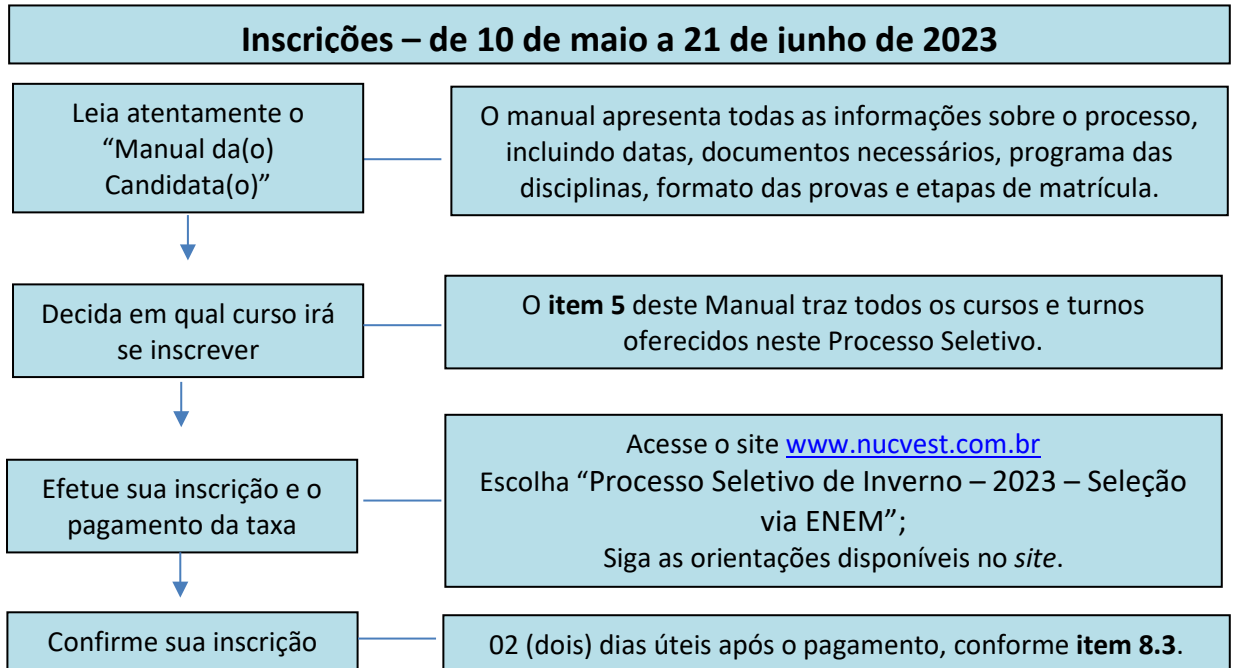 Inscrições – de 10 de maio a 21 de junho de 2023
Leia atentamente o
“Manual da(o)
Candidata(o)”
O manual apresenta todas as informações sobre o processo,
incluindo datas, documentos necessários, programa das
disciplinas, formato das provas e etapas de matrícula.
Decida em qual curso irá
se inscrever
O item 5 deste Manual traz todos os cursos e turnos
oferecidos neste Processo Seletivo.
Efetue sua inscrição e o
pagamento da taxa
Acesse o site www.nucvest.com.br
Escolha “Processo Seletivo de Inverno – 2023 – Seleção
via ENEM”;
Siga as orientações disponíveis no site.
Confirme sua inscrição
02 (dois) dias úteis após o pagamento, conforme item 8.3.